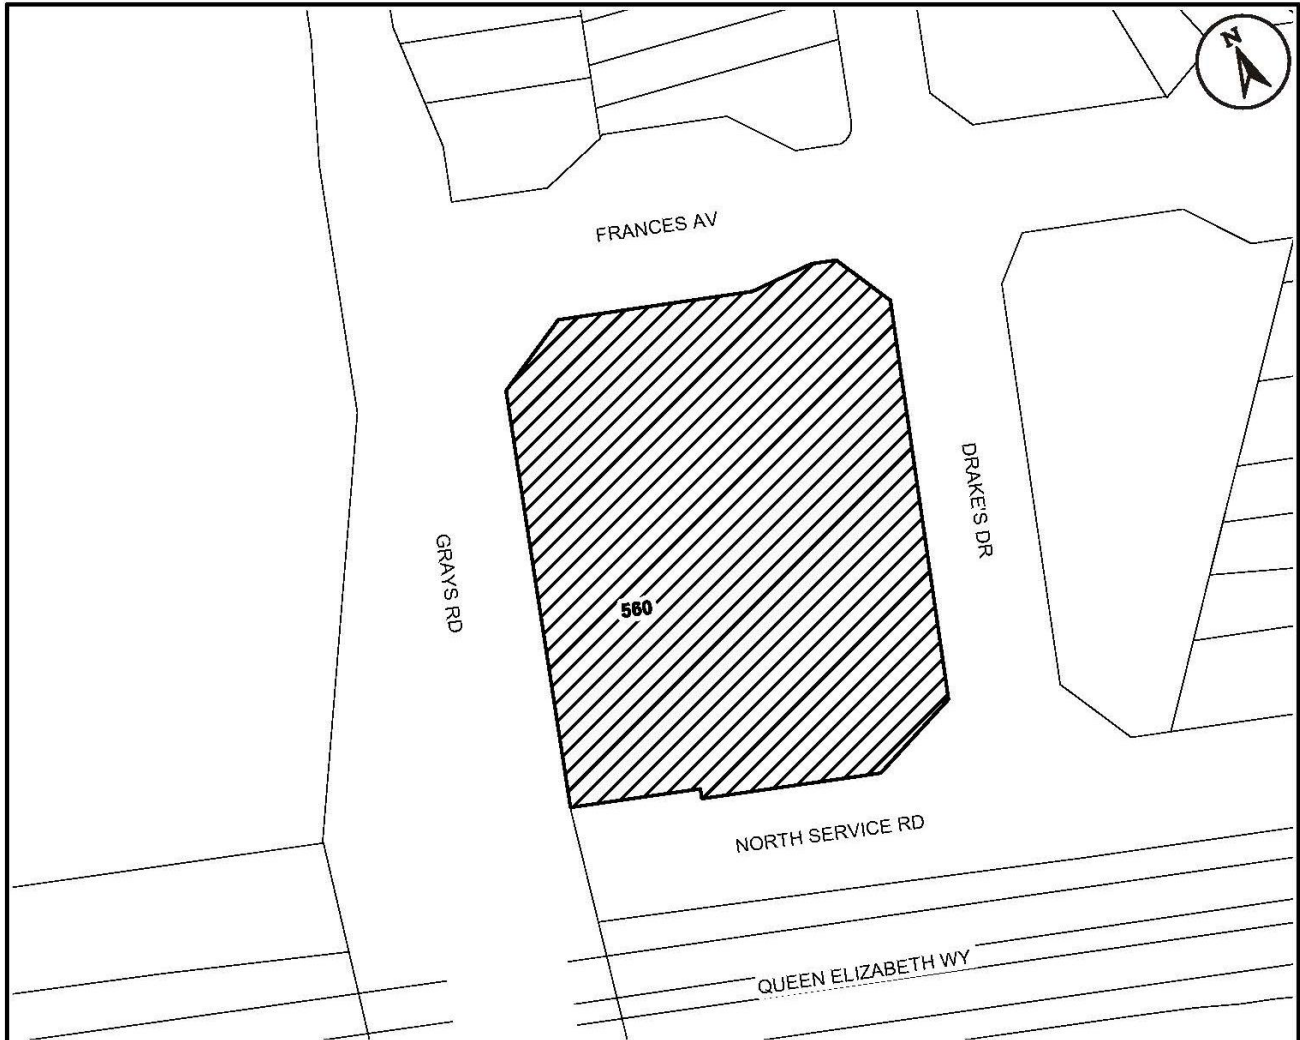 N
FRANCES AV
DRAKE'S DR
GRAYS RD
560
NORTH SERVICE RD
QUEEN ELIZABETH WY